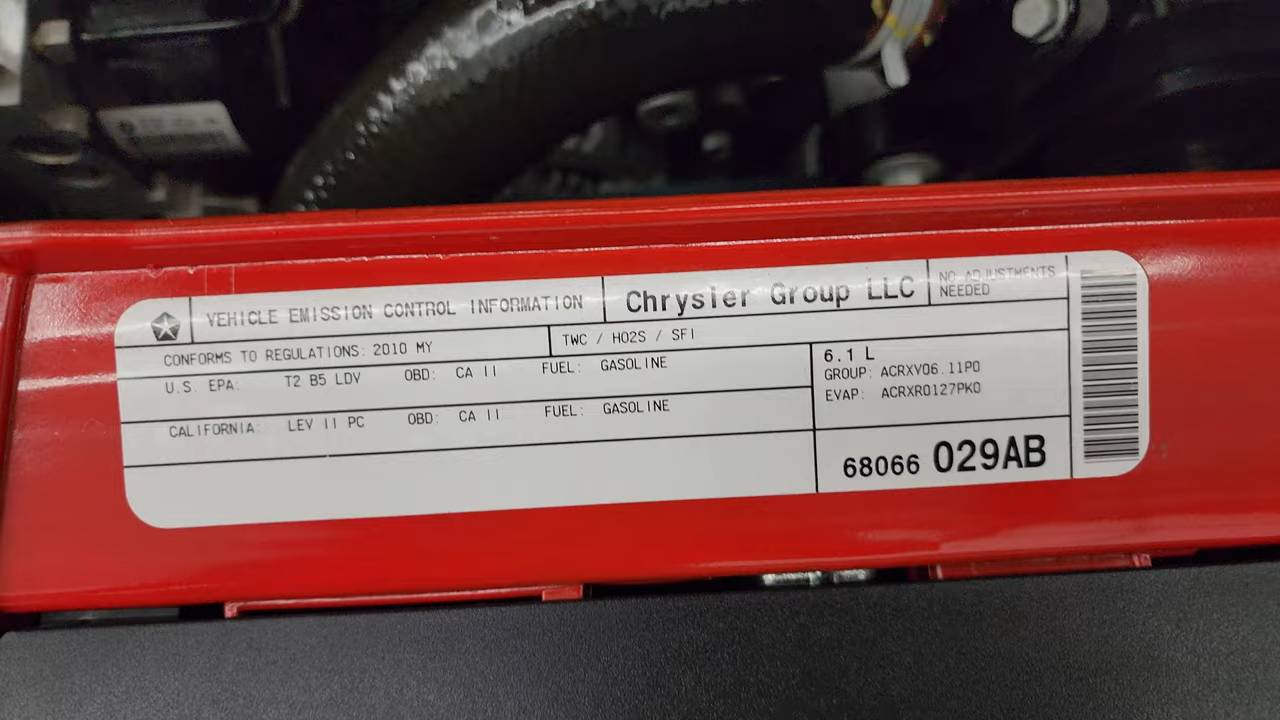 VEHICLE EMISSION CONTROL INFORMATION
Chrysler Group LLC
NO ADJUSTMENTS
NEEDED
CONFORMS TO REGULATIONS: 2010 MY
TWC / HO2S / SFI
U.S. EPA: T2 B5 LDV OBD: CA II FUEL: GASOLINE
CALIFORNIA: LEV II PC OBD: CA II FUEL: GASOLINE
6.1 L
GROUP: ACRXV06.11P0
EVAP: ACRXR0127PK0
68066 029AB